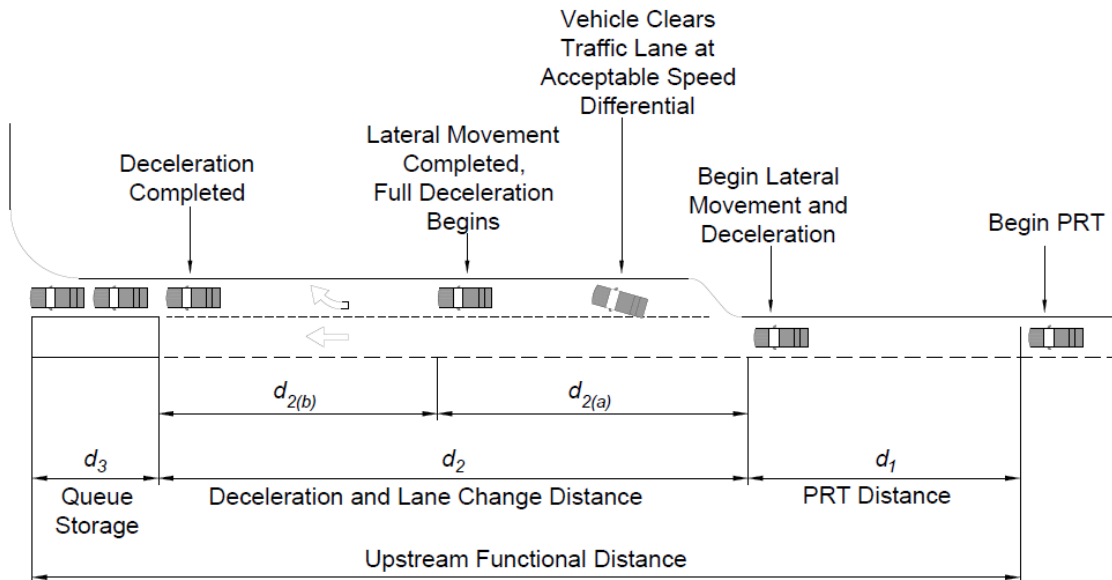 Vehicle Clears
Traffic Lane at
Acceptable Speed
Differential
Lateral Movement
Completed,
Full Deceleration
Begins
Deceleration
Completed
Begin Lateral
Movement and
Deceleration
Begin PRT
d2(b)
d2(a)
d3
d2
d1
Queue
Storage
Deceleration and Lane Change Distance
PRT Distance
Upstream Functional Distance